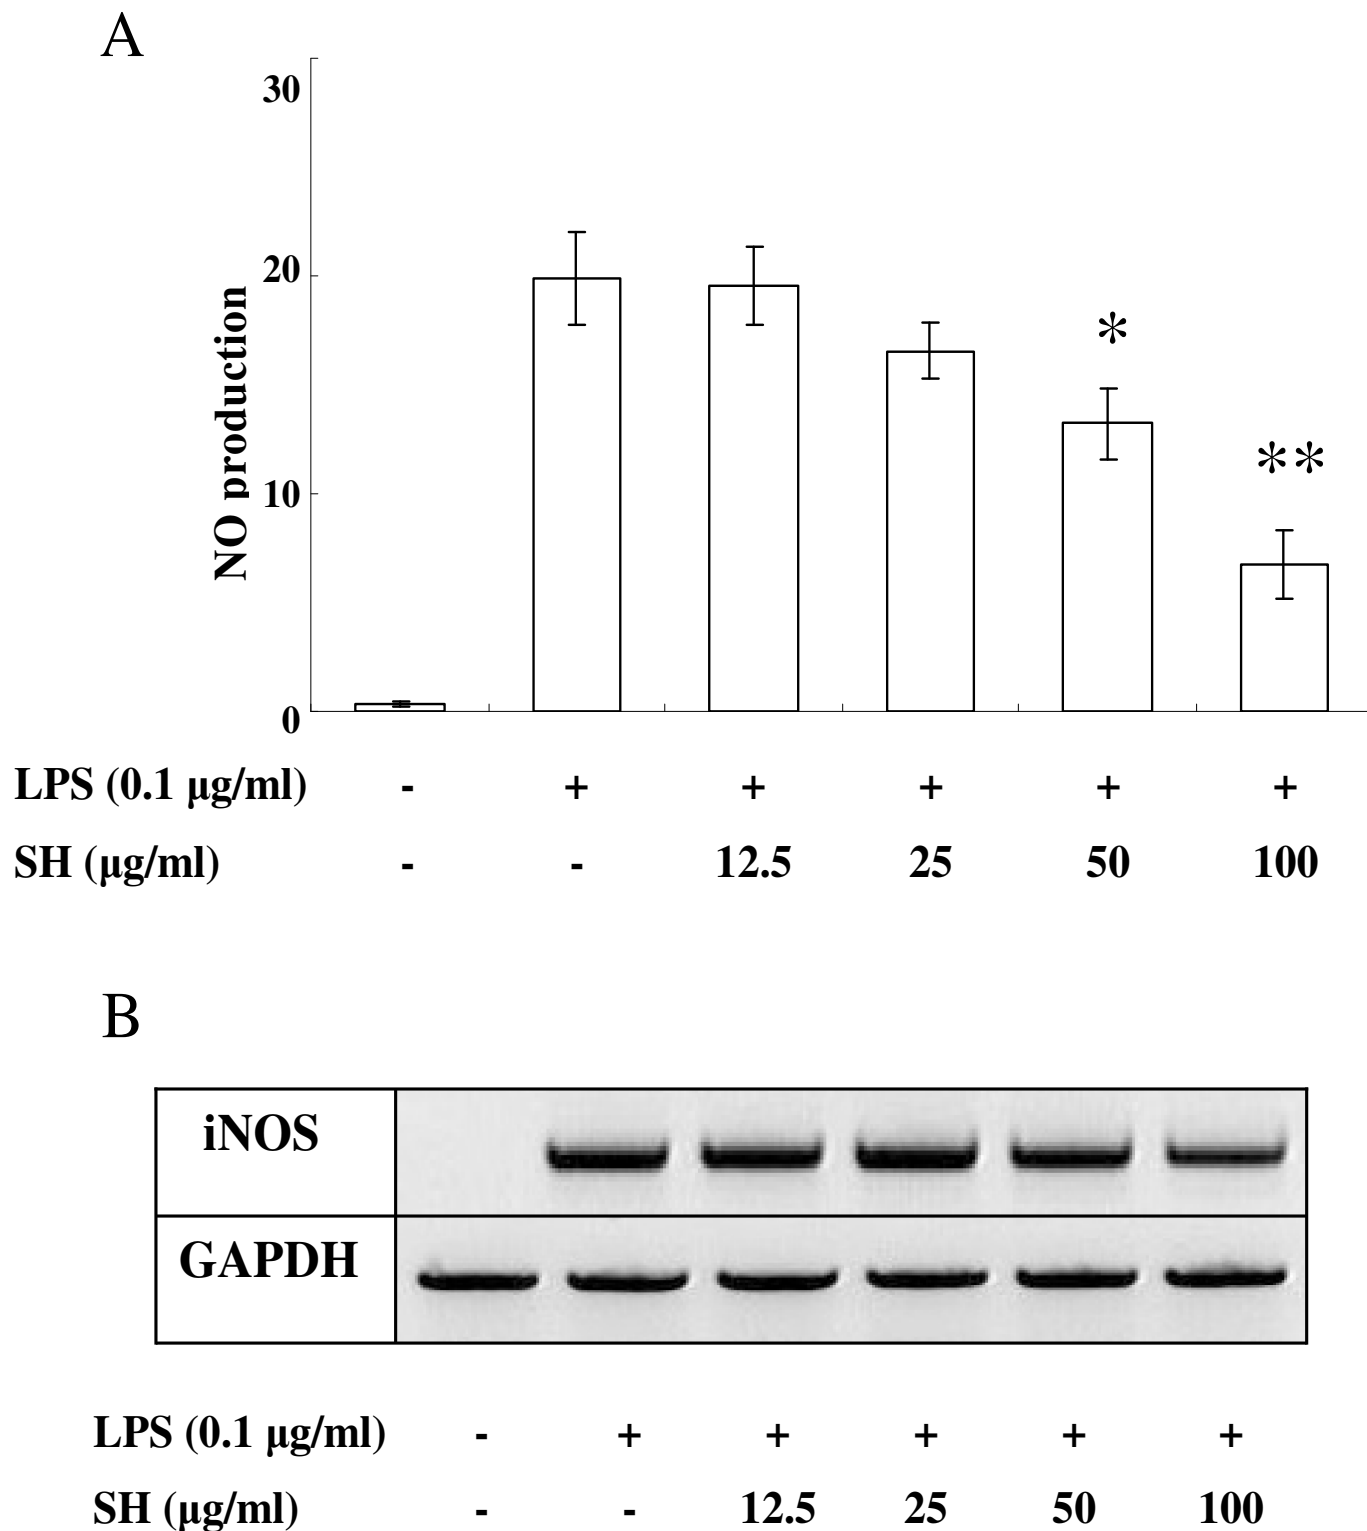 A
30
20
10
0
NO production
* 
**
LPS (0.1 µg/ml) - + + + + +
SH (µg/ml) - - 12.5 25 50 100
B
iNOS
GAPDH
LPS (0.1 µg/ml) - + + + + +
SH (µg/ml) - - 12.5 25 50 100